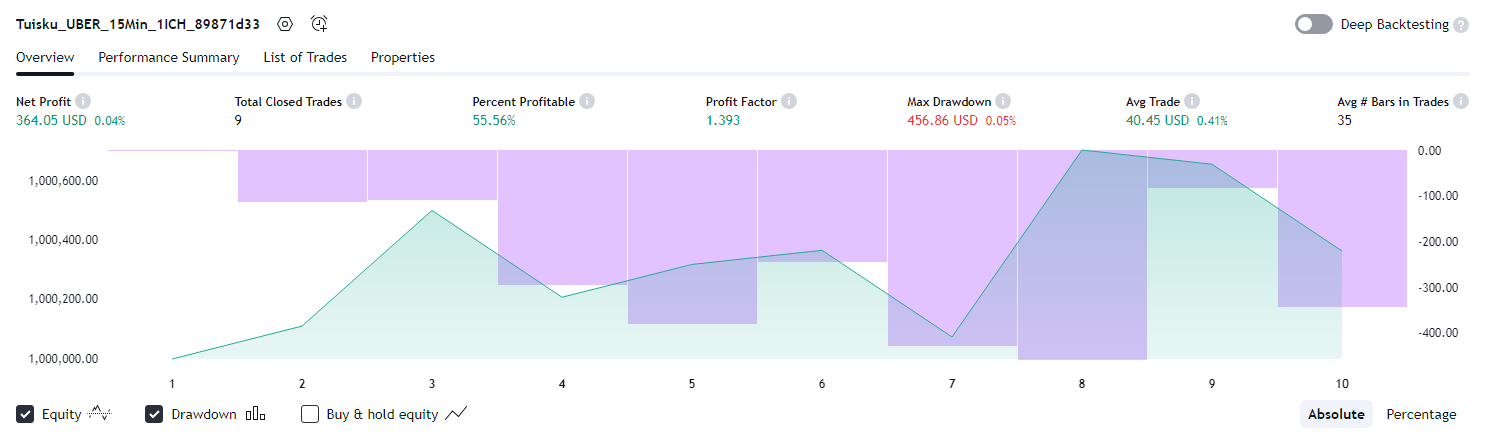 Tuisku_UBER_15Min_1ICH_89871d33
Deep Backtesting ?
Overview Performance Summary List of Trades Properties
Net Profit i Total Closed Trades i Percent Profitable i Profit Factor i Max Drawdown i Avg Trade i Avg # Bars in Trades i
364.05 USD 0.04% 9 55.56% 1.393 456.86 USD 0.05% 40.45 USD 0.41% 35
0.00
1,000,600.00
-100.00
1,000,400.00 -200.00
-300.00
1,000,200.00
-400.00
1,000,000.00
1 2 3 4 5 6 7 8 9 10
Equity Drawdown Buy & hold equity Absolute Percentage